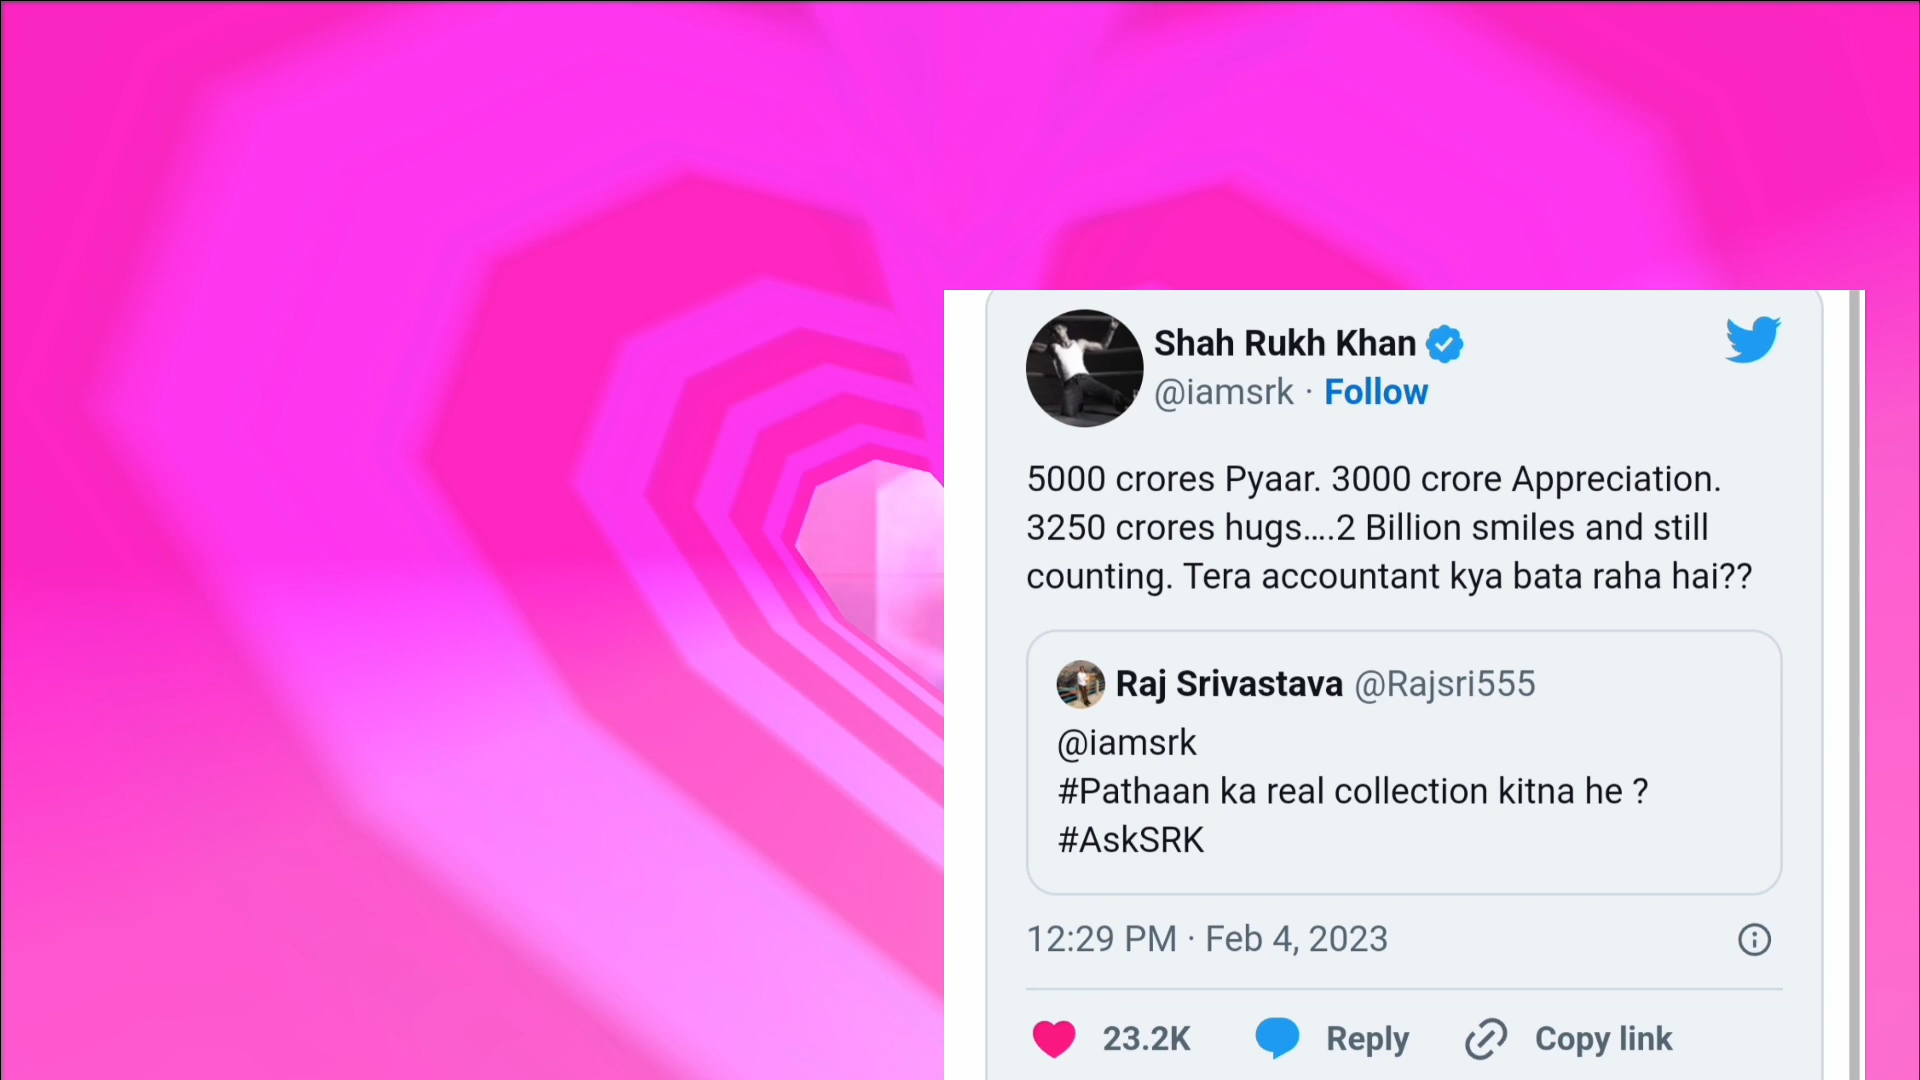 Shah Rukh Khan
@iamsrk · Follow
5000 crores Pyaar. 3000 crore Appreciation.
3250 crores hugs....2 Billion smiles and still
counting. Tera accountant kya bata raha hai??
Raj Srivastava @Rajsri555
@iamsrk
#Pathaan ka real collection kitna he ?
#AskSRK
12:29 PM · Feb 4, 2023
23.2K Reply Copy link